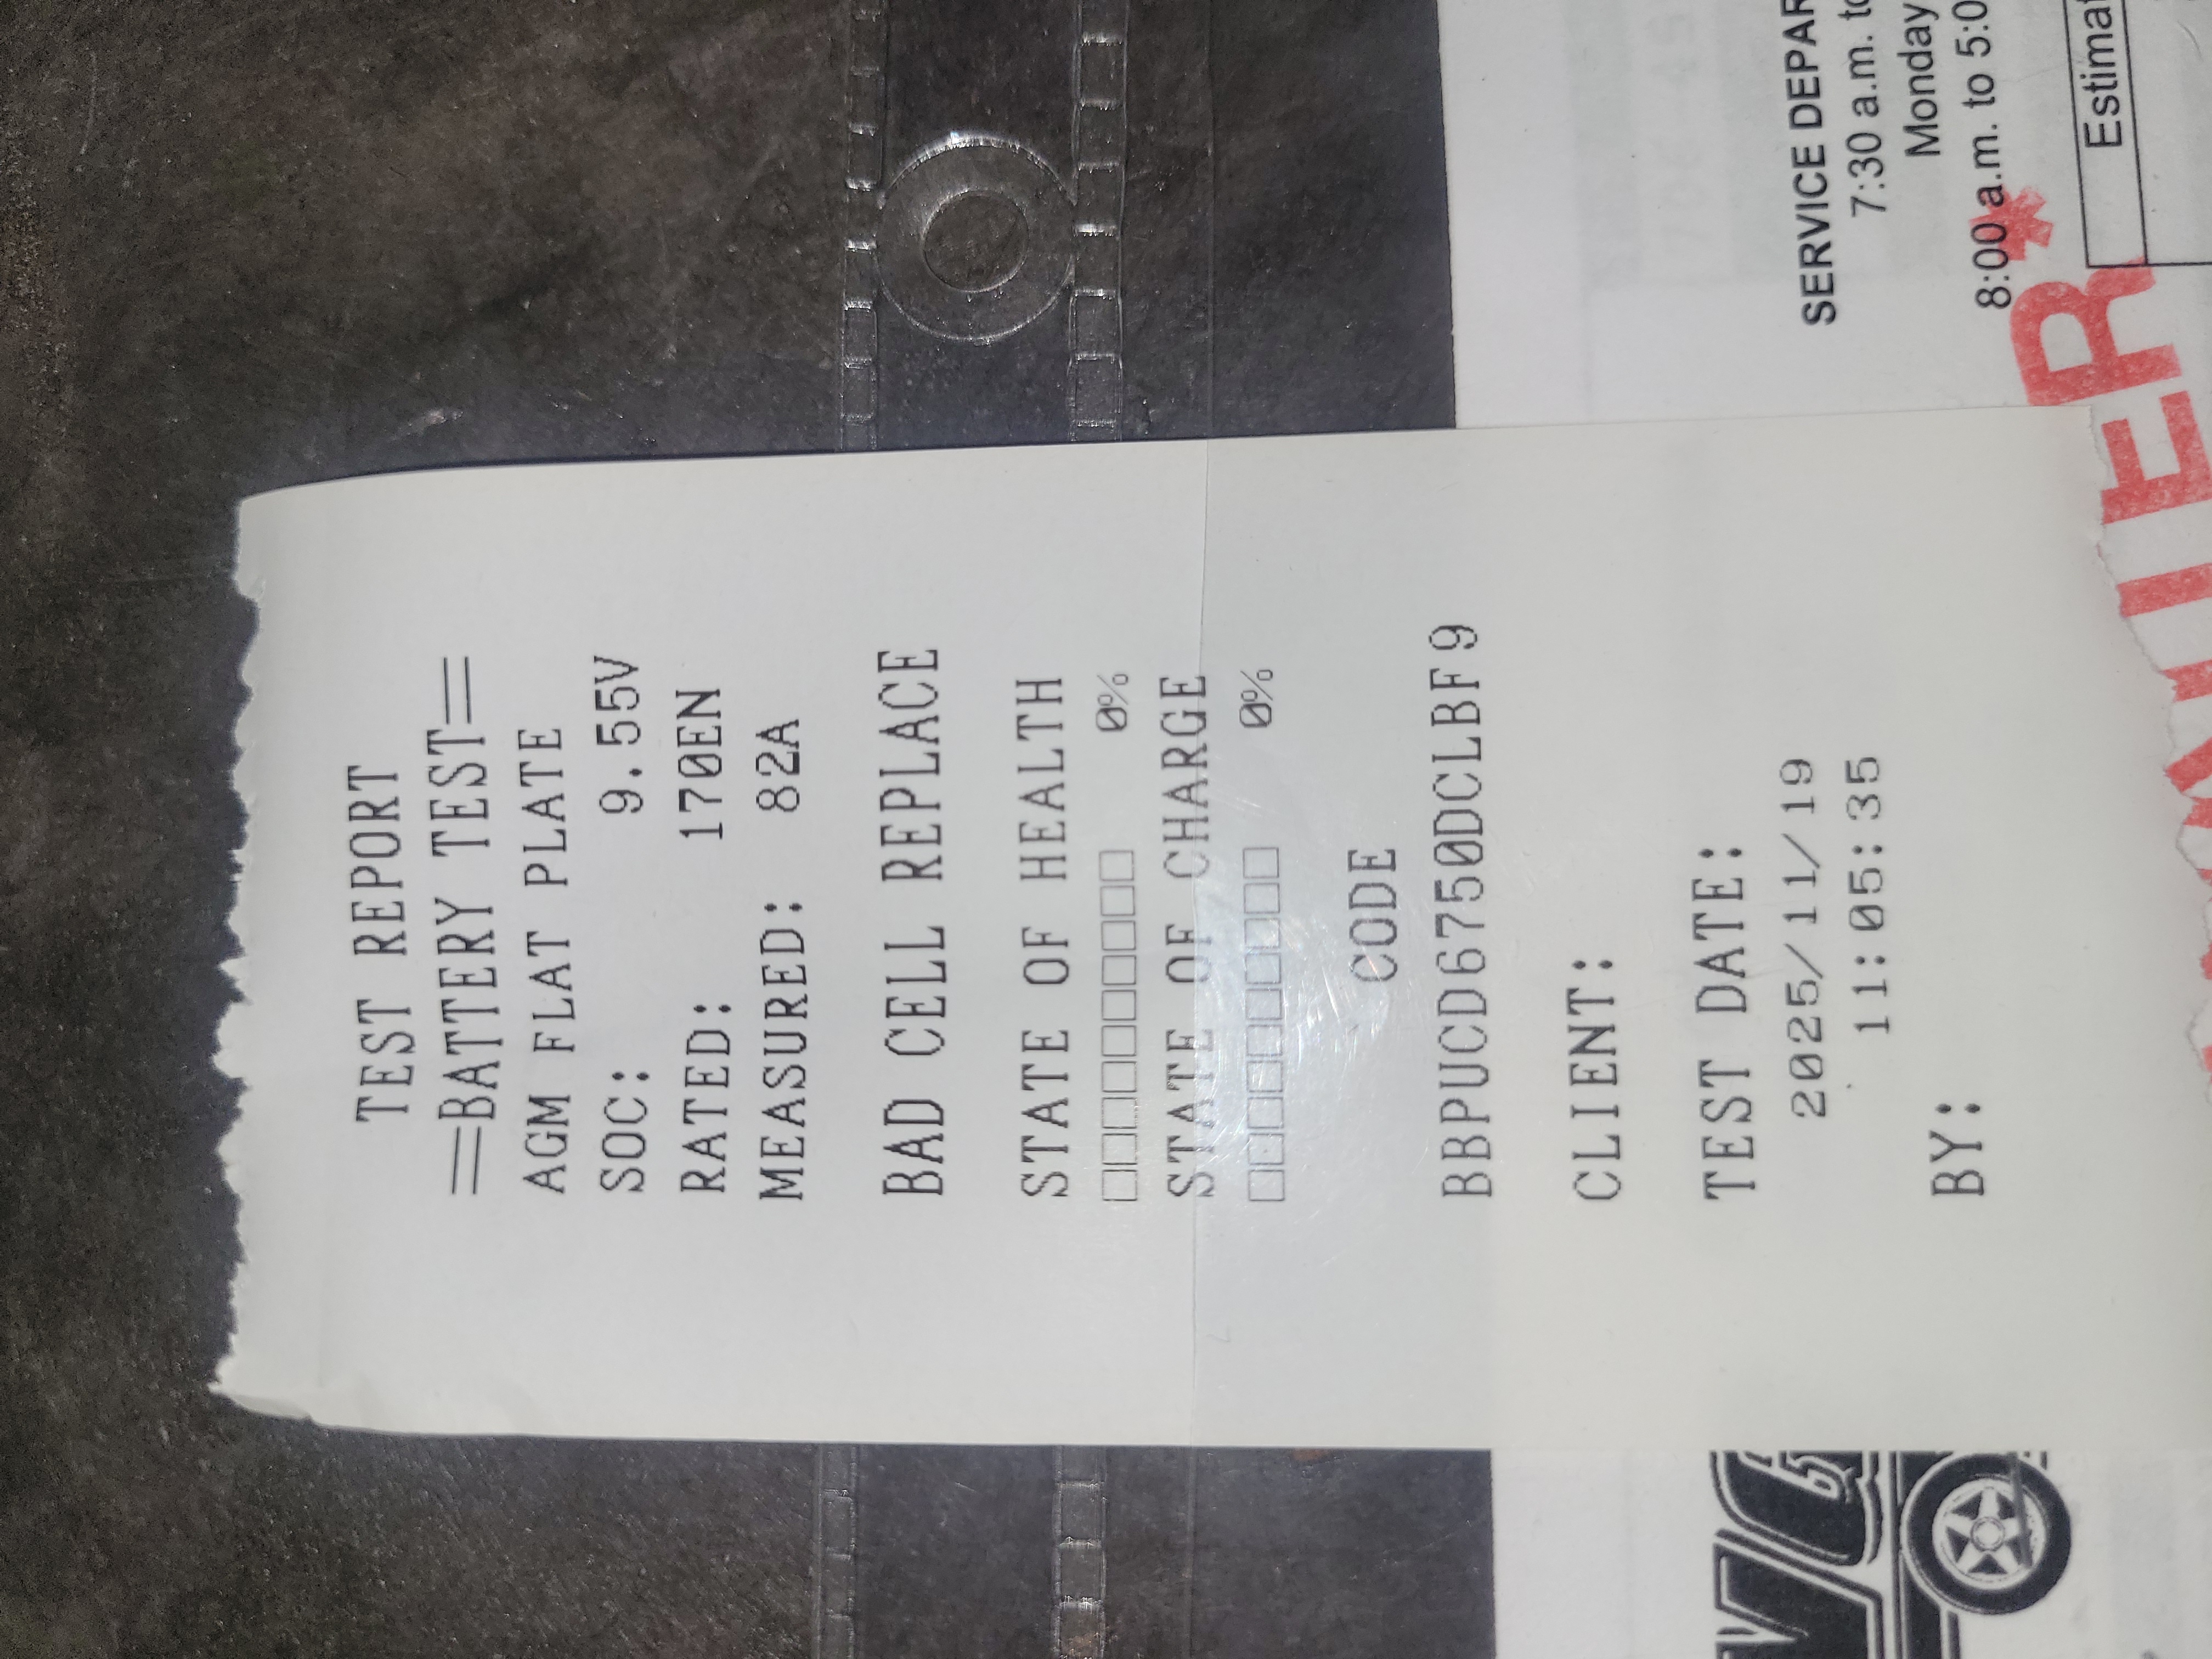 TEST REPORT
==BATTERY TEST==
AGM FLAT PLATE
SOC: 9.55V
RATED: 170EN
MEASURED: 82A
BAD CELL REPLACE
STATE OF HEALTH
0%
STATE OF CHARGE
0%
CODE
BBPUCD6750DCLBF9
CLIENT:
TEST DATE:
2025/11/19
11:05:35
BY:
SERVICE DEPAR
7:30 a.m. to
Monday
8:00 a.m. to 5:0
Estimat